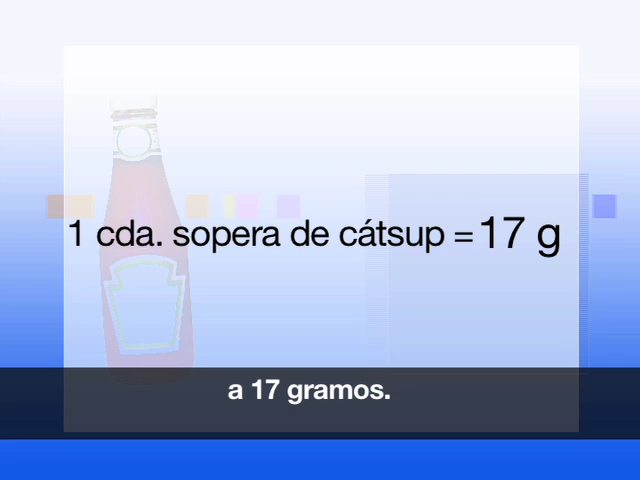 1 cda. sopera de cátsup = 17 g
a 17 gramos.